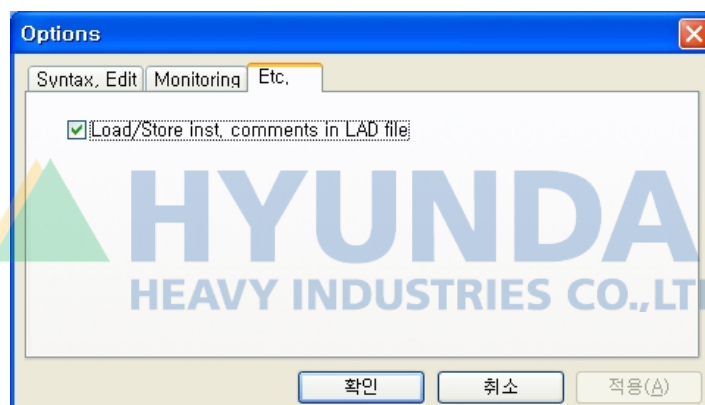 Options
Syntax, Edit Monitoring Etc,
Load/Store inst, comments in LAD file
HYUNDA
HEAVY INDUSTRIES CO.,LT
확인 취소 적용(A)